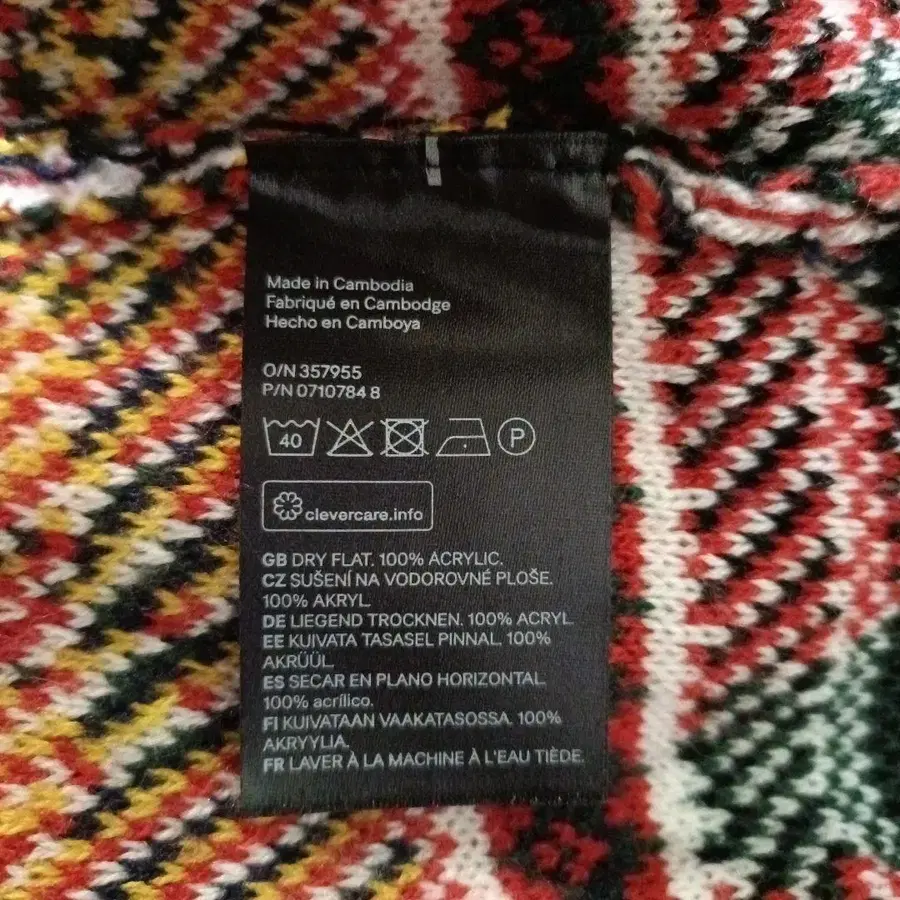 Made in Cambodia
Fabriqué en Cambodge
Hecho en Camboya
O/N 357955
P/N 0710784 8
40 P
clevercare.info
GB DRY FLAT. 100% ACRYLIC.
CZ SUŠENÍ NA VODOROVNÉ PLOŠE.
100% AKRYL
DE LIEGEND TROCKNEN. 100% ACRYL
EE KUIVATA TASASEL PINNAL. 100%
AKRÜÜL
ES SECAR EN PLANO HORIZONTAL
100% acrílico.
FI KUIVATAAN VAAKATASOSSA. 100%
AKRYYLIA.
FR LAVER À LA MACHINE À L'EAU TIÈDE.